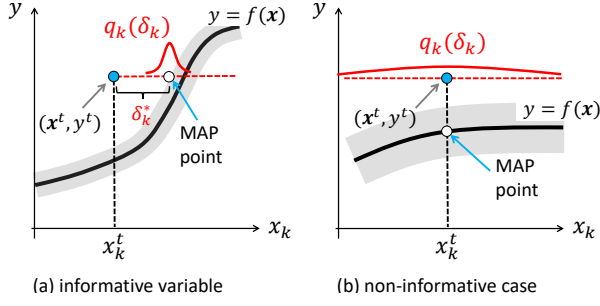 y
q_k(δ_k)
y = f(𝒙)
(𝒙^t, y^t)
δ_k^*
MAP
point
x_k^t
x_k
(a) informative variable
y
q_k(δ_k)
(𝒙^t, y^t)
y = f(𝒙)
MAP
point
x_k^t
x_k
(b) non-informative case